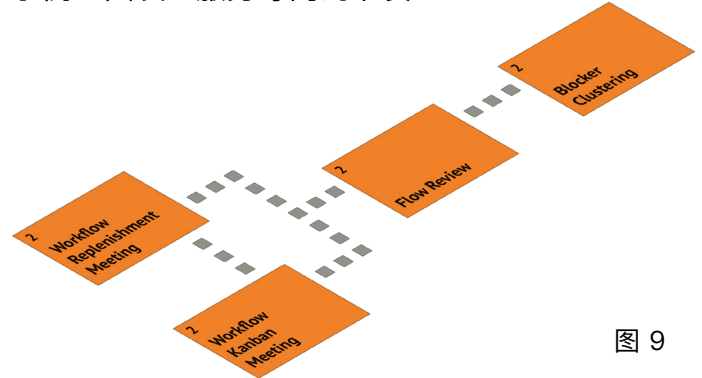 2
Blocker
Clustering
2
Flow Review
2
Workflow
Replenishment
Meeting
2
Workflow
Kanban
Meeting
图 9